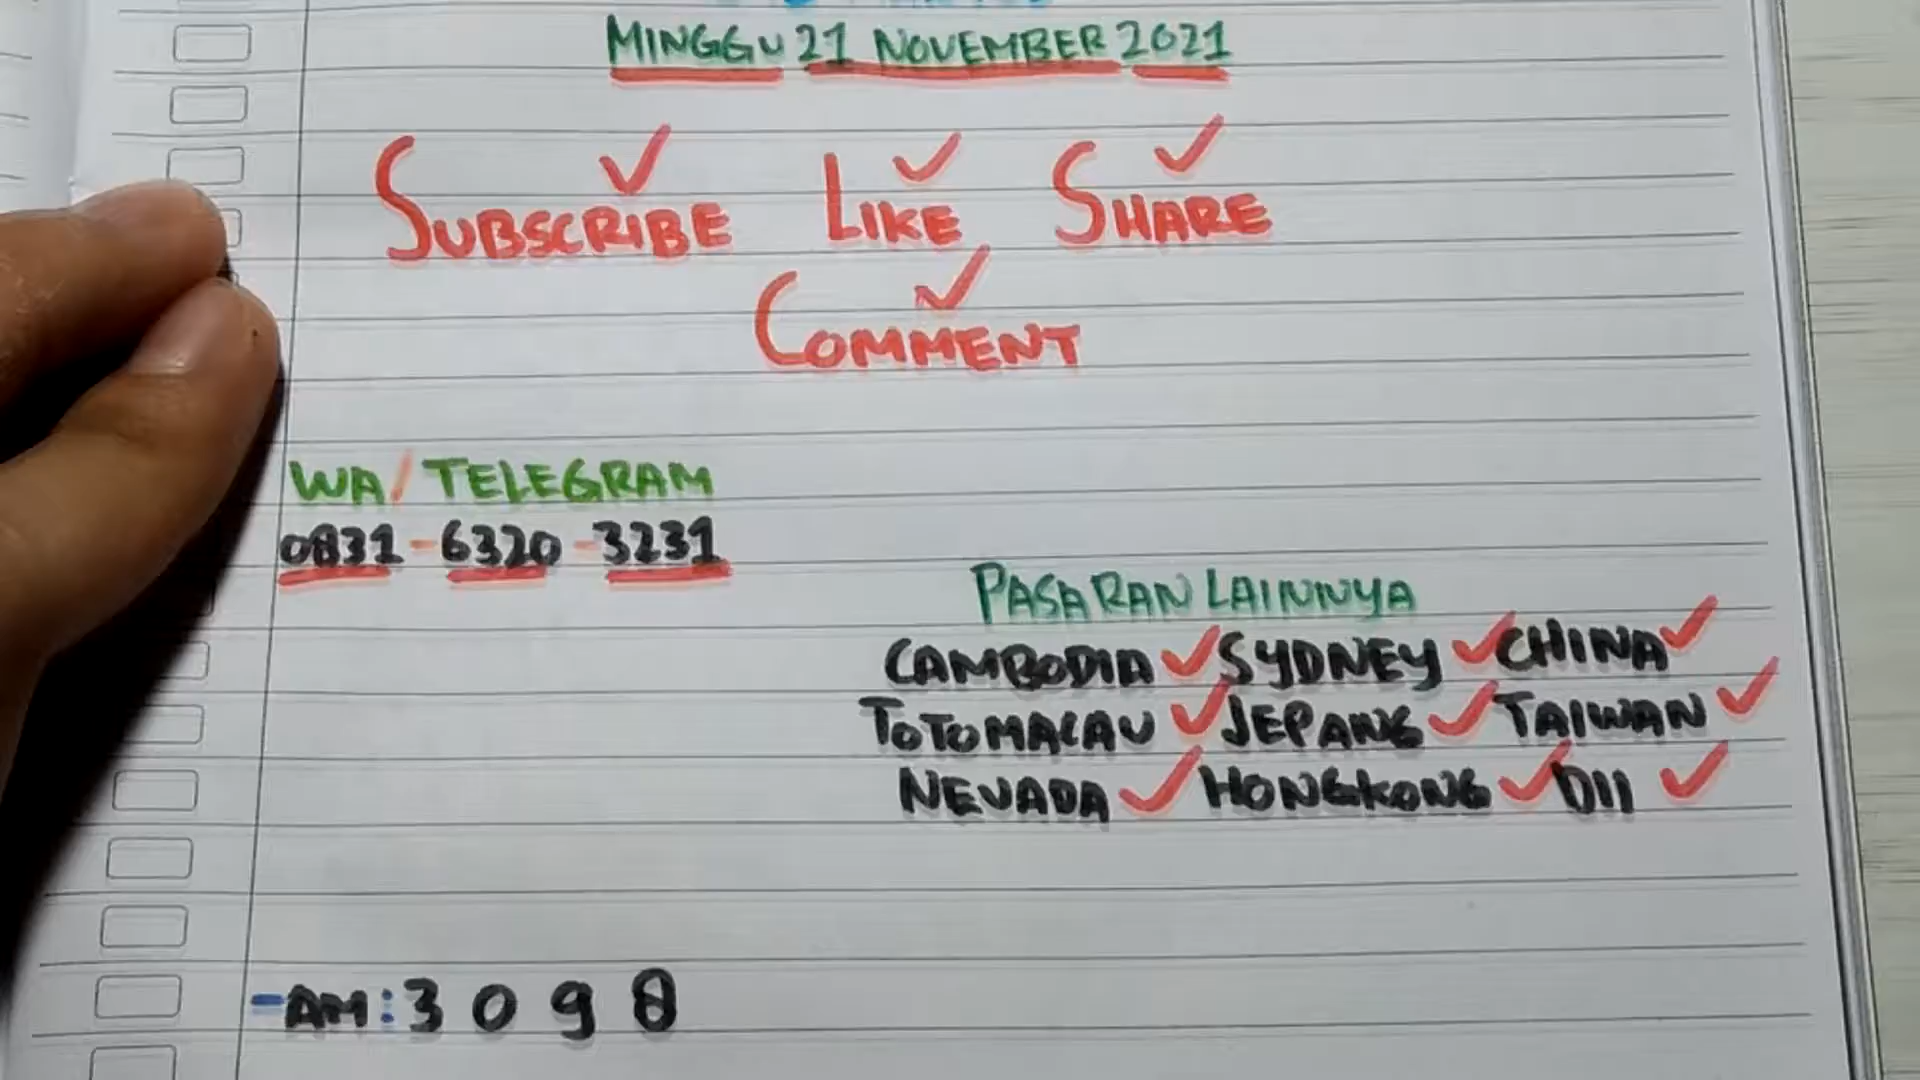 MINGGU 21 NOVEMBER 2021
SUBSCRIBE LIKE SHARE
COMMENT
WA/TELEGRAM
0831-6320-3231
PASARAN LAINNYA
CAMBODIA ✓ SYDNEY ✓ CHINA ✓
TOTOMACAU ✓ JEPANG ✓ TAIWAN ✓
NEVADA ✓ HONGKONG ✓ Dll ✓
-AM: 3 0 9 8